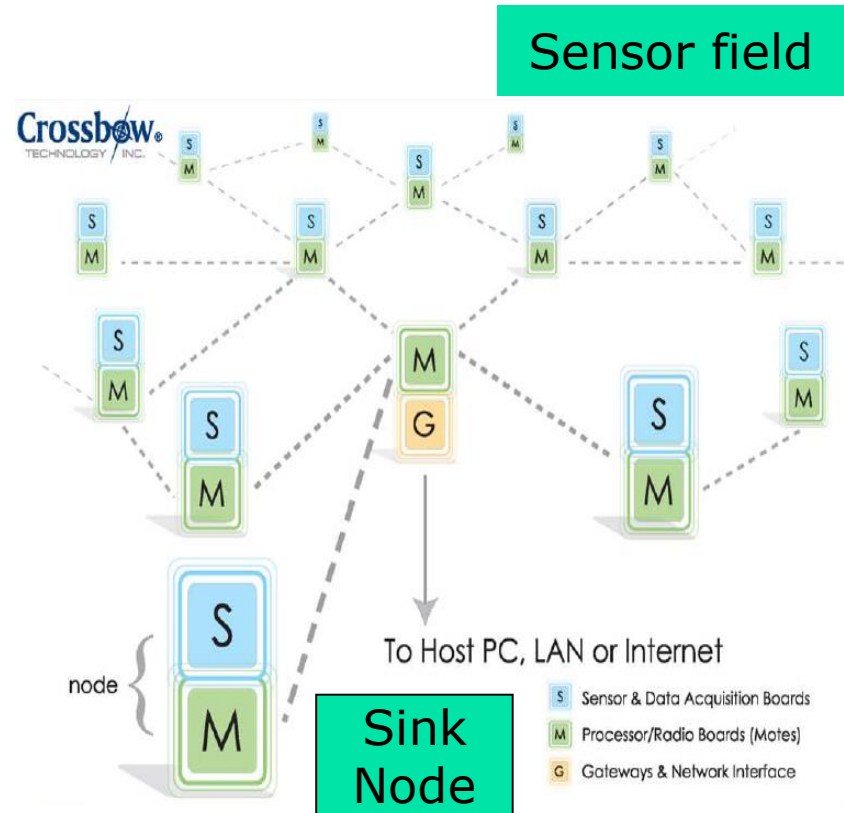 Sensor field
Crossbow®
TECHNOLOGY INC.
S
M
S
M
S
M
S
M
S
M
S
M
S
M
S
M
S
M
S
M
S
M
S
M
S
M
S
M
M
G
S
M
node
To Host PC, LAN or Internet
S Sensor & Data Acquisition Boards
M Processor/Radio Boards (Motes)
G Gateways & Network Interface
Sink
Node